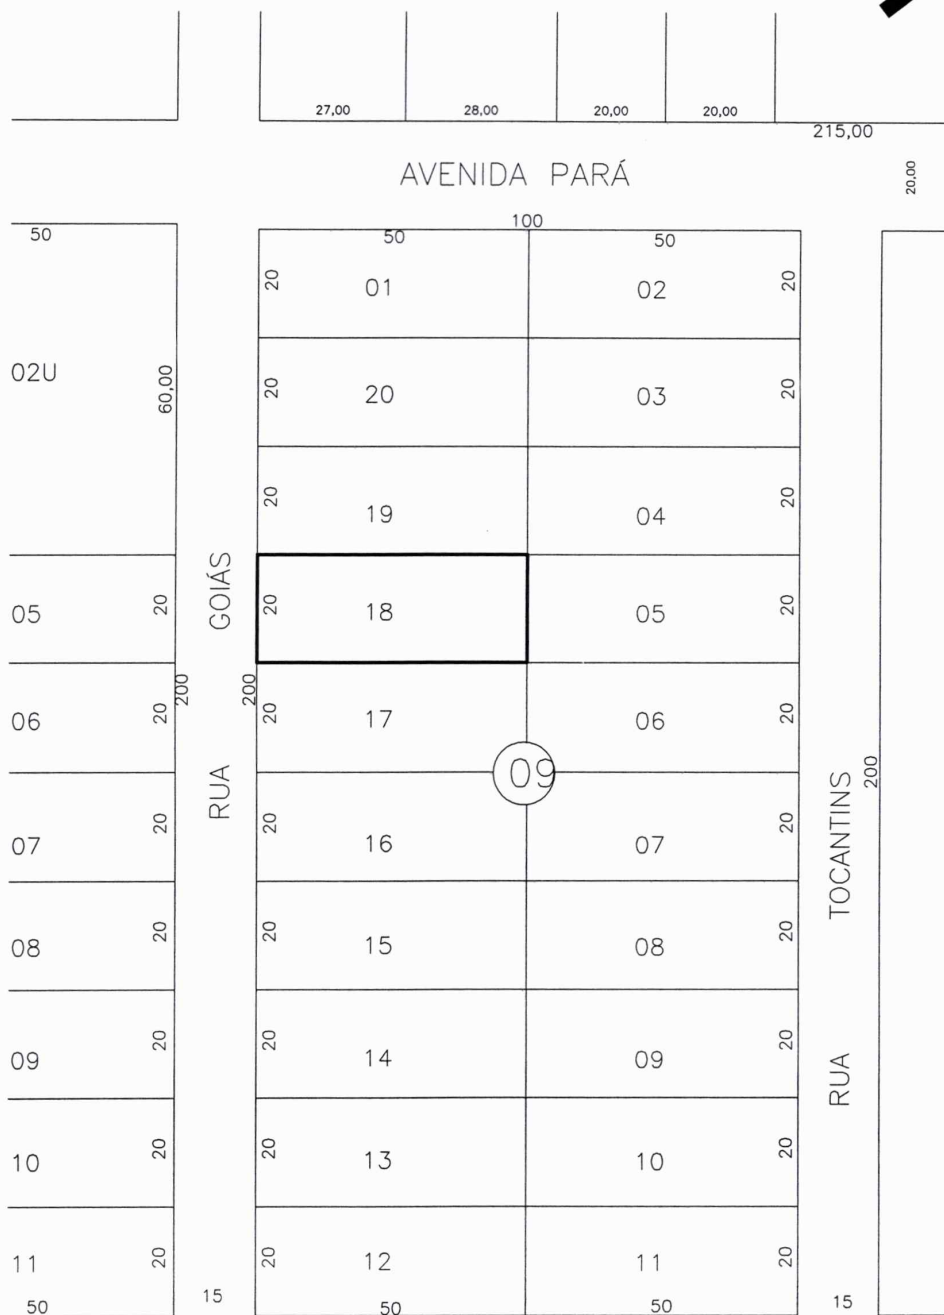 27,00 28,00 20,00 20,00
215,00
AVENIDA PARÁ
20,00
100
50 50 50
20 01 02 20
02U 60,00 20 20 03 20
20 19 04 20
05 20 20 18 05 20
RUA GOIÁS
200 200
06 20 20 17 06 20
09
200
07 20 20 16 07 20
RUA TOCANTINS
08 20 20 15 08 20
09 20 20 14 09 20
10 20 20 13 10 20
11 20 20 12 11 20
50 15 50 50 15